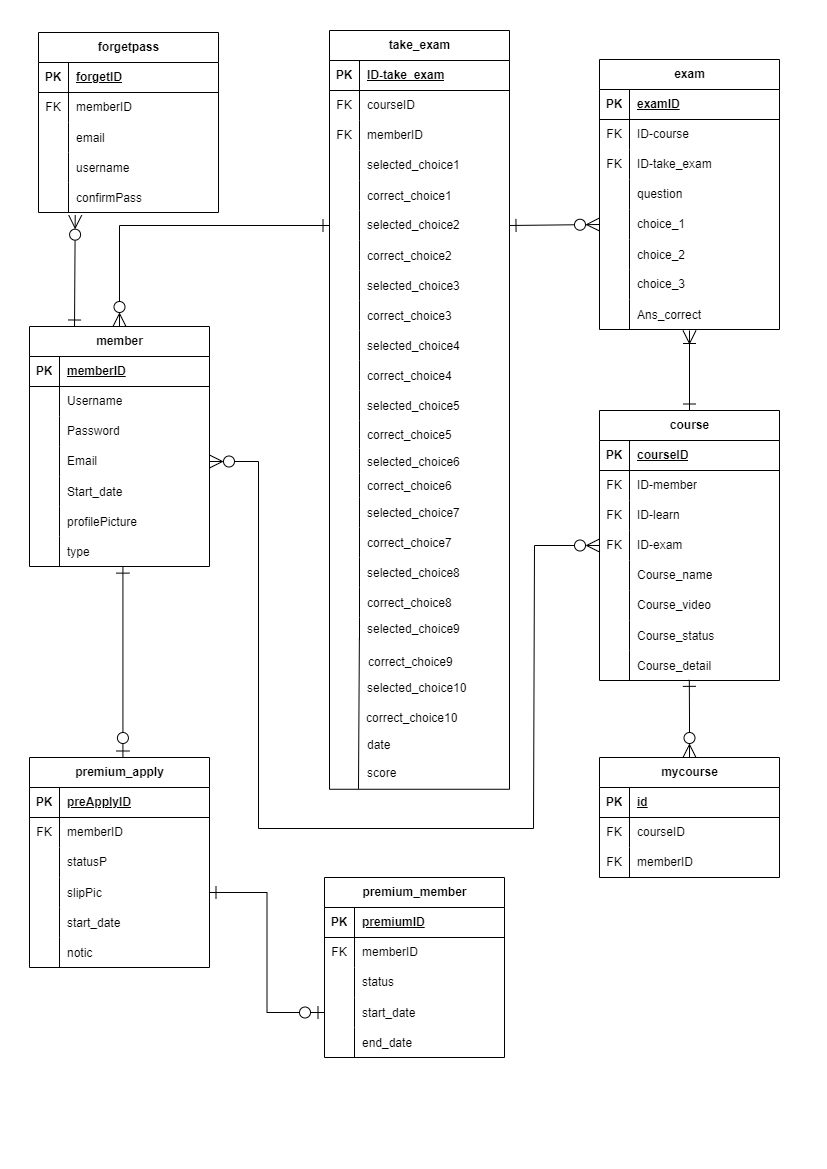 forgetpass
PK forgetID
FK memberID
email
username
confirmPass
take_exam
PK ID-take_exam
FK courseID
FK memberID
selected_choice1
correct_choice1
selected_choice2
correct_choice2
selected_choice3
correct_choice3
selected_choice4
correct_choice4
selected_choice5
correct_choice5
selected_choice6
correct_choice6
selected_choice7
correct_choice7
selected_choice8
correct_choice8
selected_choice9
correct_choice9
selected_choice10
correct_choice10
date
score
exam
PK examID
FK ID-course
FK ID-take_exam
question
choice_1
choice_2
choice_3
Ans_correct
member
PK memberID
Username
Password
Email
Start_date
profilePicture
type
course
PK courseID
FK ID-member
FK ID-learn
FK ID-exam
Course_name
Course_video
Course_status
Course_detail
premium_apply
PK preApplyID
FK memberID
statusP
slipPic
start_date
notic
mycourse
PK id
FK courseID
FK memberID
premium_member
PK premiumID
FK memberID
status
start_date
end_date